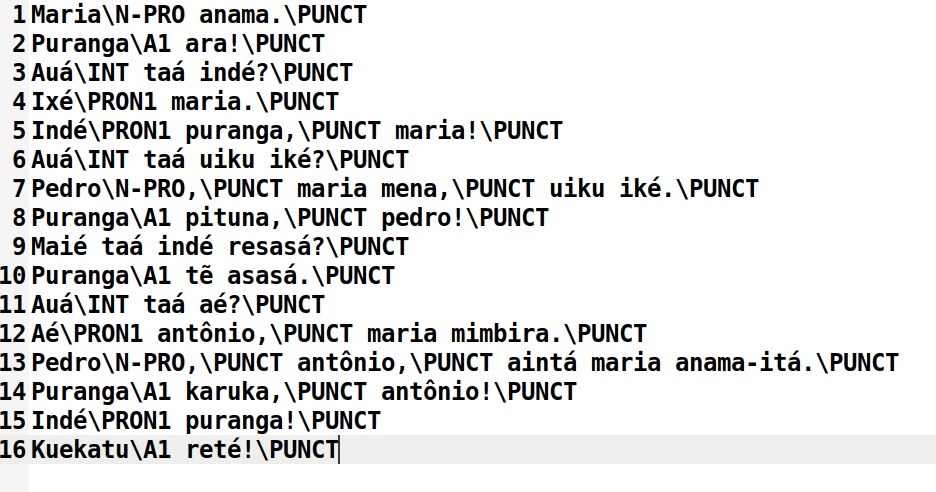 1 Maria\N-PRO anama.\PUNCT
2 Puranga\A1 ara!\PUNCT
3 Auá\INT taá indé?\PUNCT
4 Ixé\PRON1 maria.\PUNCT
5 Indé\PRON1 puranga,\PUNCT maria!\PUNCT
6 Auá\INT taá uiku iké?\PUNCT
7 Pedro\N-PRO,\PUNCT maria mena,\PUNCT uiku iké.\PUNCT
8 Puranga\A1 pituna,\PUNCT pedro!\PUNCT
9 Maié taá indé resasá?\PUNCT
10 Puranga\A1 tẽ asasá.\PUNCT
11 Auá\INT taá aé?\PUNCT
12 Aé\PRON1 antônio,\PUNCT maria mimbira.\PUNCT
13 Pedro\N-PRO,\PUNCT antônio,\PUNCT aintá maria anama-itá.\PUNCT
14 Puranga\A1 karuka,\PUNCT antônio!\PUNCT
15 Indé\PRON1 puranga!\PUNCT
16 Kuekatu\A1 reté!\PUNCT